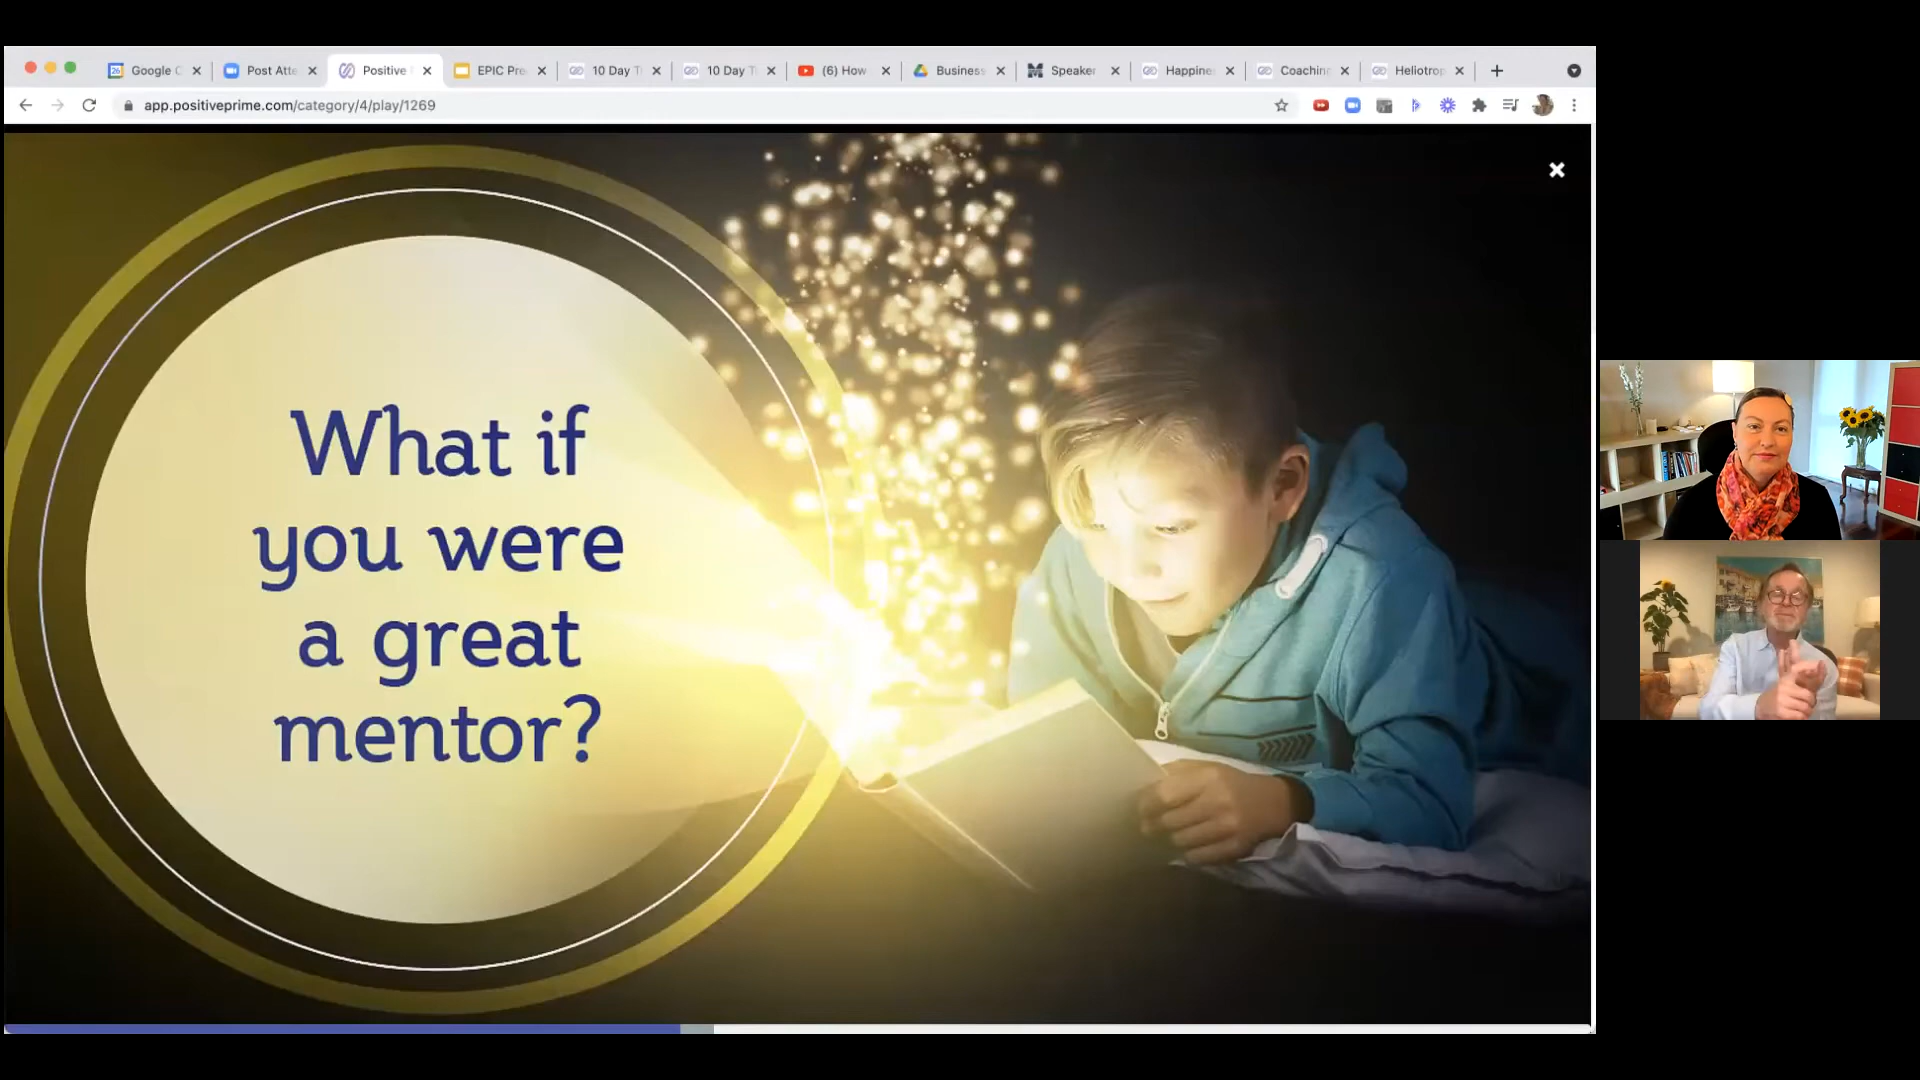 Google C
Post Atte
Positive
EPIC Pre
10 Day T
10 Day T
(6) How
Business
Speaker
Happine
Coaching
Heliotrop
app.positiveprime.com/category/4/play/1269
What if
you were
a great
mentor?